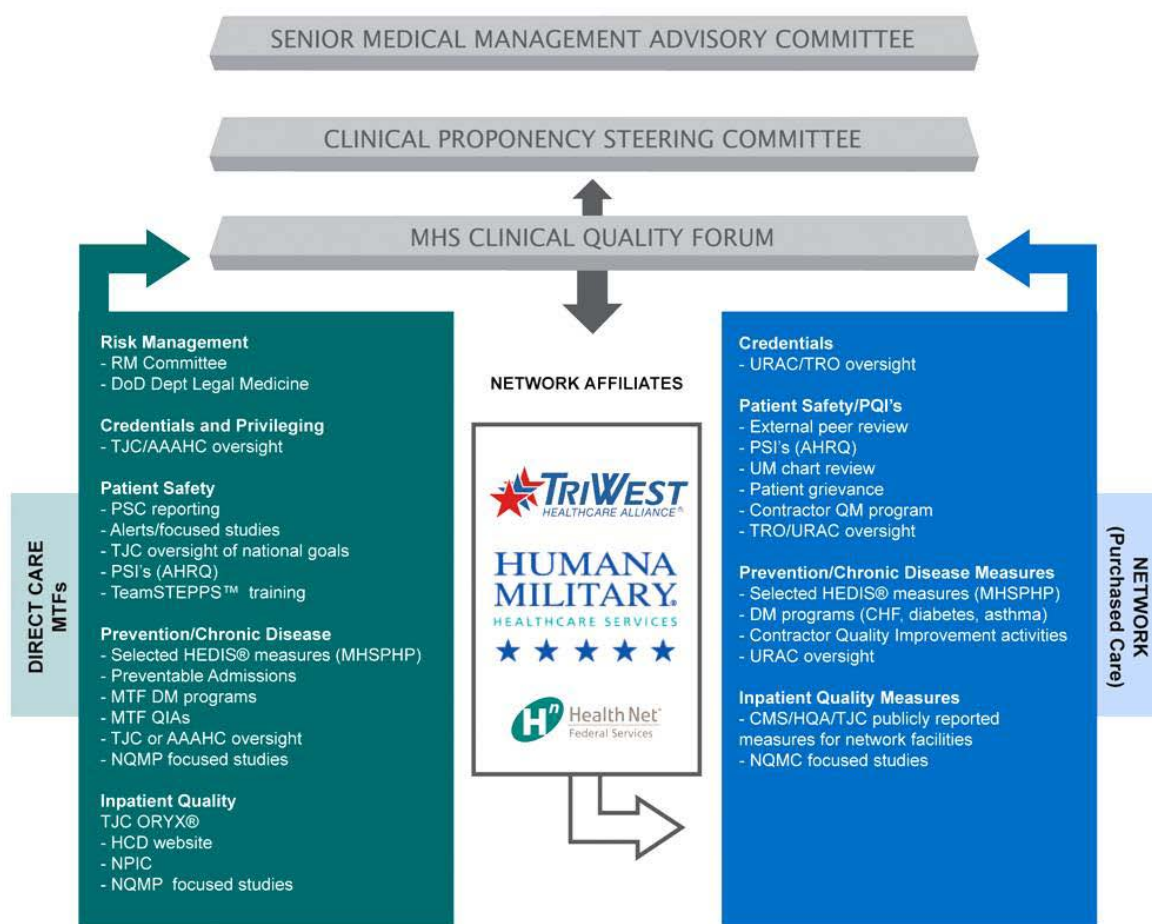 SENIOR MEDICAL MANAGEMENT ADVISORY COMMITTEE
CLINICAL PROPONENCY STEERING COMMITTEE
MHS CLINICAL QUALITY FORUM
DIRECT CARE
MTFs
Risk Management
- RM Committee
- DoD Dept Legal Medicine
Credentials and Privileging
- TJC/AAAHC oversight
Patient Safety
- PSC reporting
- Alerts/focused studies
- TJC oversight of national goals
- PSI's (AHRQ)
- TeamSTEPPS™ training
Prevention/Chronic Disease
- Selected HEDIS® measures (MHSPHP)
- Preventable Admissions
- MTF DM programs
- MTF QIAs
- TJC or AAAHC oversight
- NQMP focused studies
Inpatient Quality
TJC ORYX®
- HCD website
- NPIC
- NQMP focused studies
NETWORK AFFILIATES
TRIWEST
HEALTHCARE ALLIANCE®
HUMANA
MILITARY®
HEALTHCARE SERVICES
Hn Health Net®
Federal Services
Credentials
- URAC/TRO oversight
Patient Safety/PQI's
- External peer review
- PSI's (AHRQ)
- UM chart review
- Patient grievance
- Contractor QM program
- TRO/URAC oversight
Prevention/Chronic Disease Measures
- Selected HEDIS® measures (MHSPHP)
- DM programs (CHF, diabetes, asthma)
- Contractor Quality Improvement activities
- URAC oversight
Inpatient Quality Measures
- CMS/HQA/TJC publicly reported
measures for network facilities
- NQMC focused studies
NETWORK
(Purchased Care)